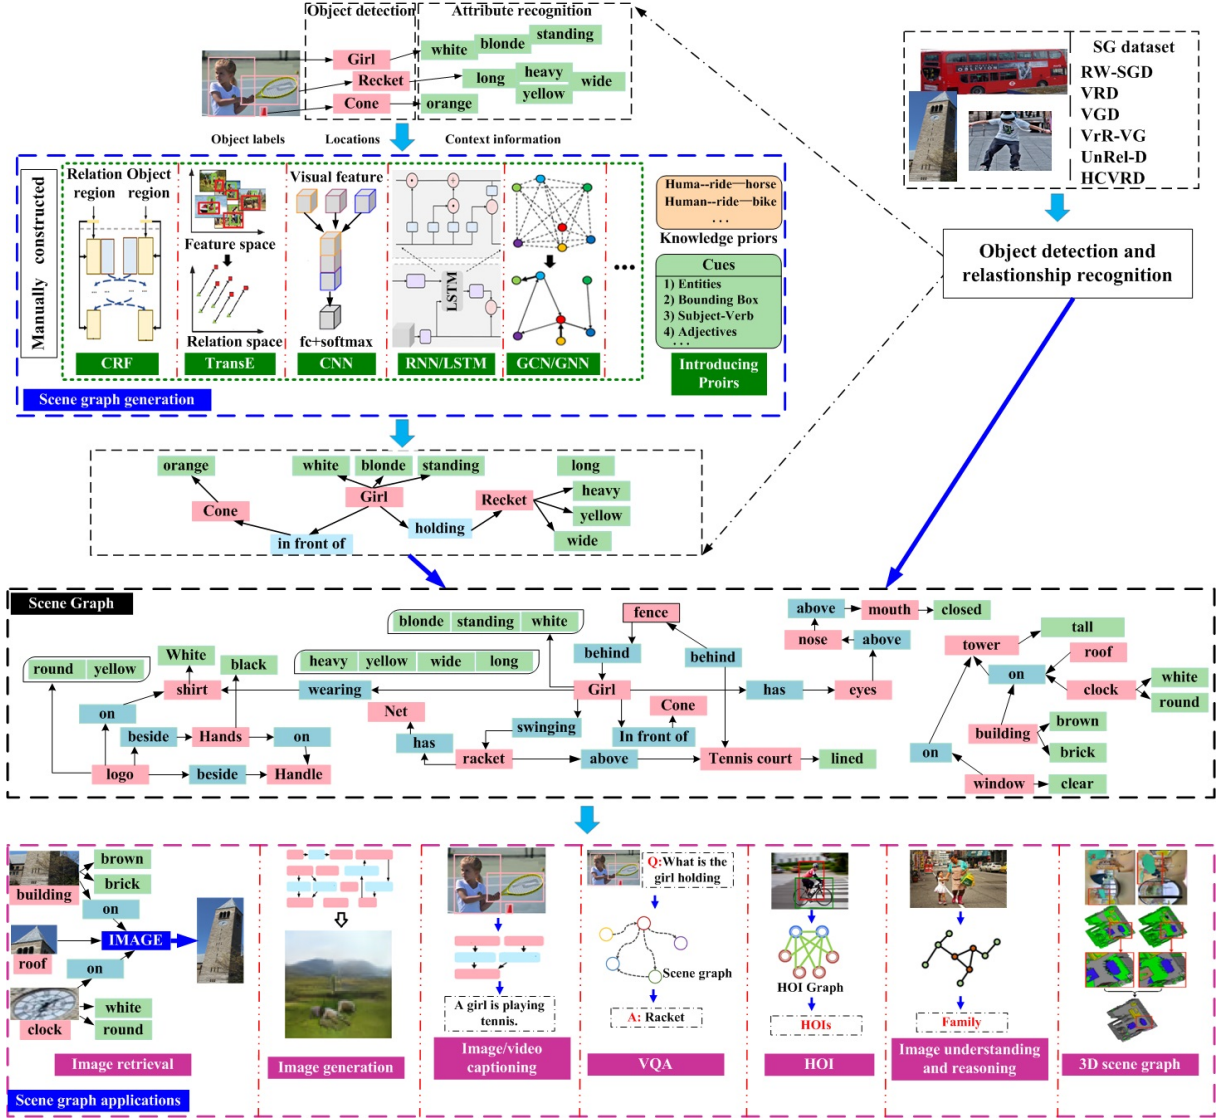 Object detection
Attribute recognition
Girl
Recket
Cone
white
blonde
standing
long
heavy
wide
yellow
orange
SG dataset
RW-SGD
VRD
VGD
VrR-VG
UnRel-D
HCVRD
Object labels
Locations
Context information
Manually constructed
Relation
region
Object
region
CRF
Feature space
Relation space
TransE
Visual feature
fc+softmax
CNN
LSTM
RNN/LSTM
GCN/GNN
...
Huma--ride—horse
Human--ride—bike
...
Knowledge priors
Cues
1) Entities
2) Bounding Box
3) Subject-Verb
4) Adjectives
...
Introducing
Proirs
Scene graph generation
Object detection and
relastionship recognition
orange
white
blonde
standing
long
Girl
heavy
Cone
Recket
yellow
holding
in front of
wide
Scene Graph
blonde
standing
white
fence
above
mouth
closed
nose
above
tower
tall
roof
round
yellow
White
black
heavy
yellow
wide
long
behind
behind
shirt
wearing
Girl
has
eyes
on
clock
white
round
on
Net
Cone
swinging
In front of
building
brown
brick
beside
Hands
on
has
racket
above
Tennis court
lined
on
logo
beside
Handle
window
clear
brown
brick
building
on
IMAGE
roof
on
white
round
clock
Image retrieval
Image generation
A girl is playing
tennis.
Image/video
captioning
Q:What is the
girl holding
Scene graph
A: Racket
VQA
HOI Graph
HOIs
HOI
Family
Image understanding
and reasoning
3D scene graph
Scene graph applications